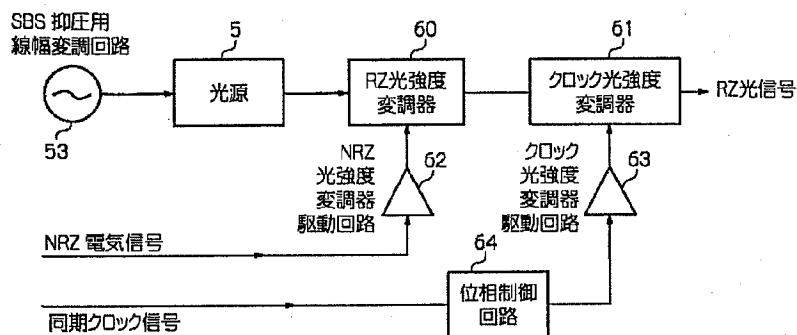 SBS 抑圧用
線幅変調回路
53
5
光源
60
RZ光強度
変調器
61
クロック光強度
変調器
RZ光信号
NRZ
光強度
変調器
駆動回路
62
クロック
光強度
変調器
駆動回路
63
NRZ 電気信号
64
位相制御
回路
同期クロック信号